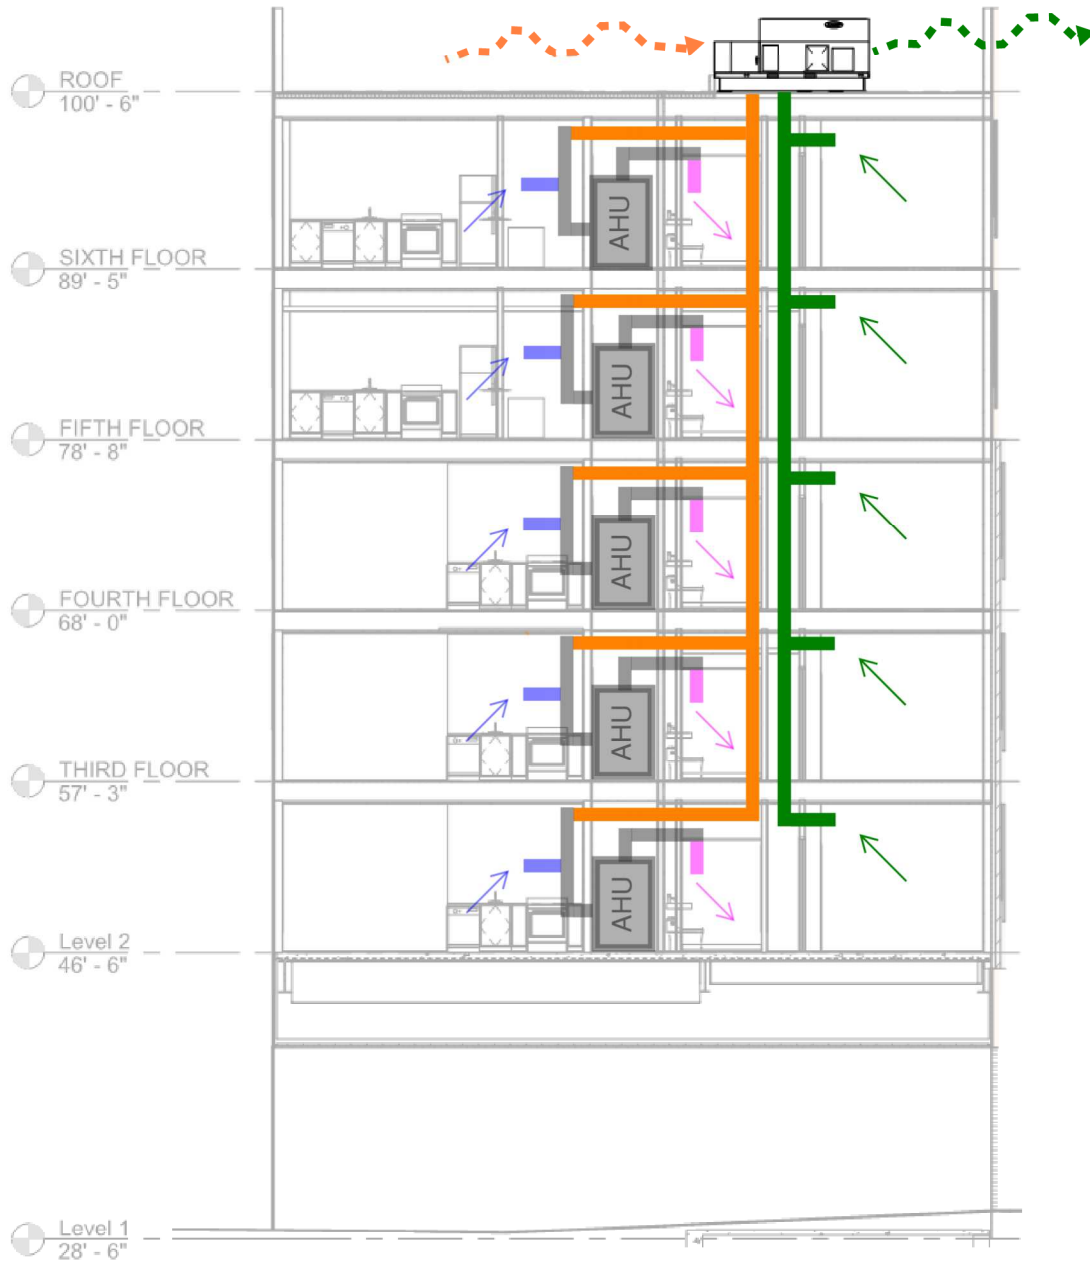 ROOF
100' - 6"
AHU
SIXTH FLOOR
89' - 5"
AHU
FIFTH FLOOR
78' - 8"
AHU
FOURTH FLOOR
68' - 0"
AHU
THIRD FLOOR
57' - 3"
AHU
Level 2
46' - 6"
Level 1
28' - 6"